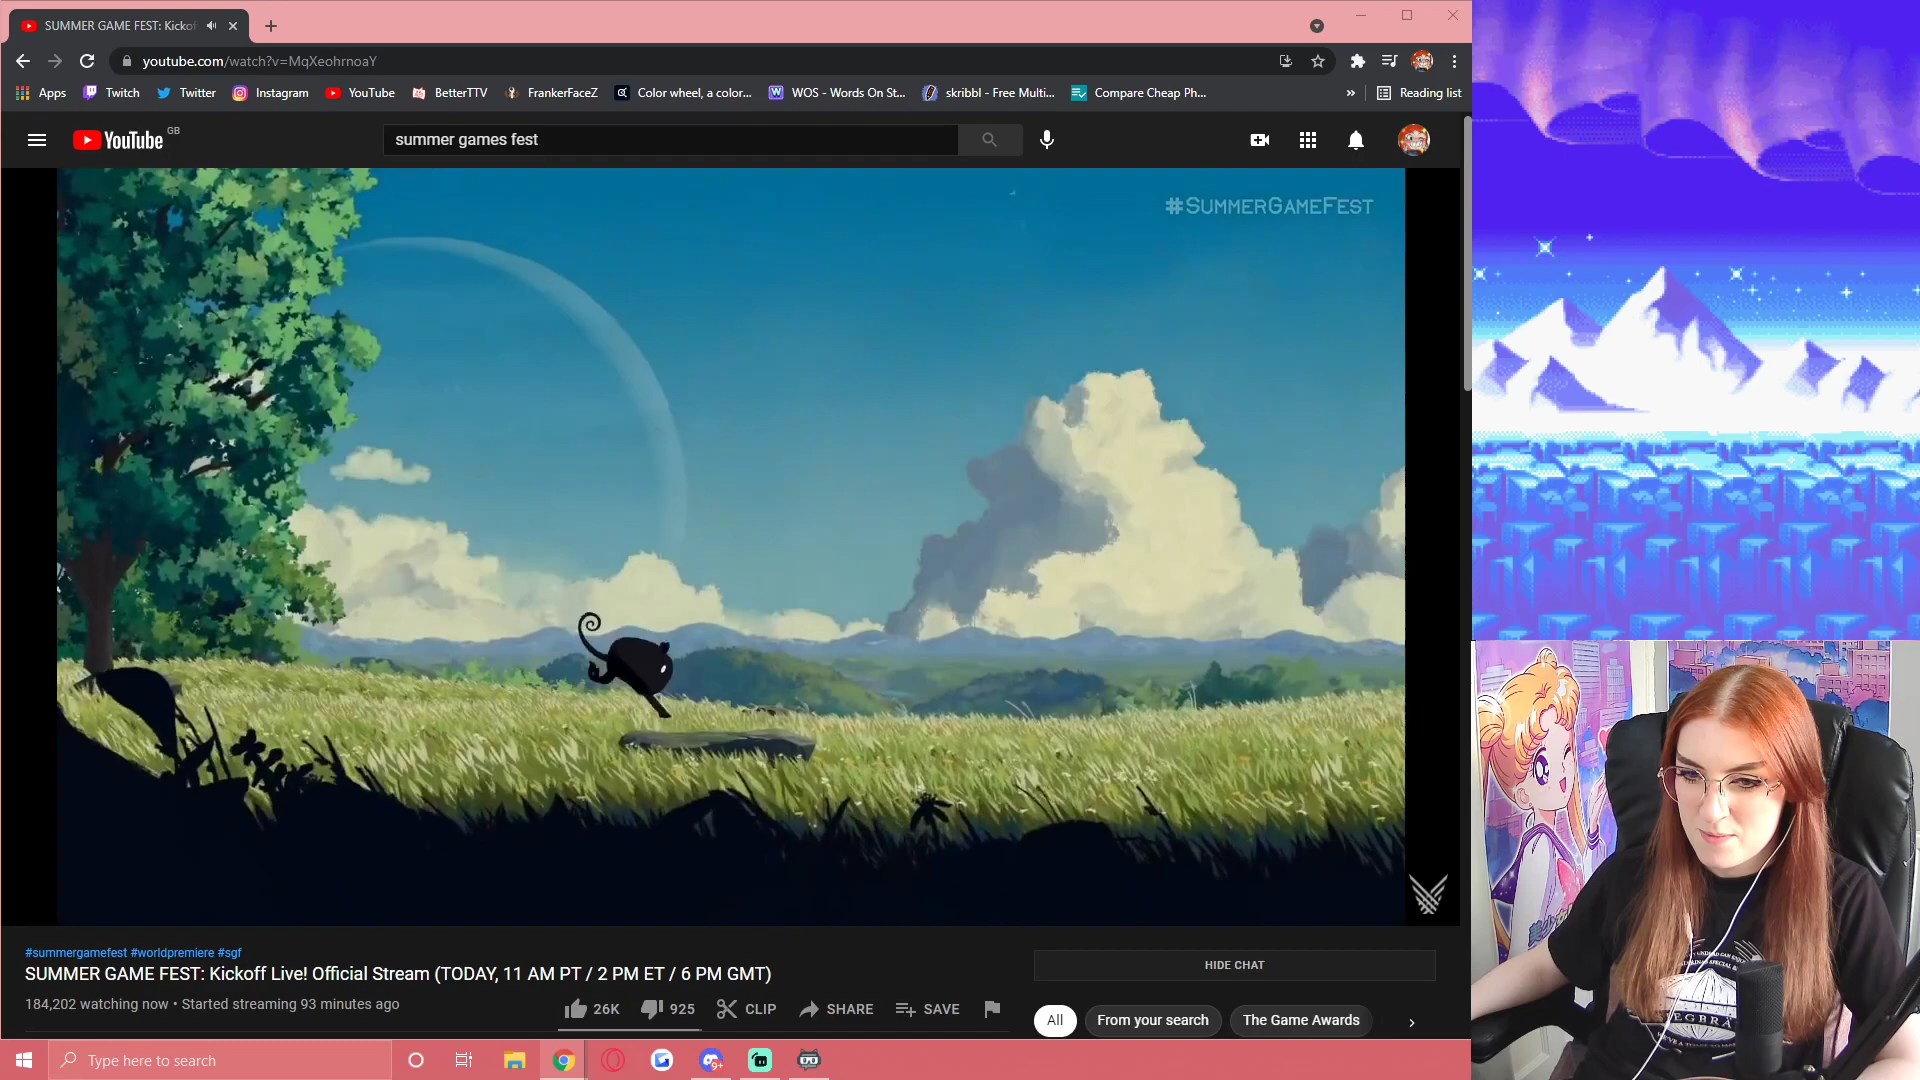 SUMMER GAME FEST: Kicko
youtube.com/watch?v=MqXeohrnoaY
Apps Twitch Twitter Instagram YouTube BetterTTV FrankerFaceZ Color wheel, a color... WOS - Words On St... skribbl - Free Multi... Compare Cheap Ph... » Reading list
YouTube GB
summer games fest
#SUMMERGAMEFEST
#summergamefest #worldpremiere #sgf
SUMMER GAME FEST: Kickoff Live! Official Stream (TODAY, 11 AM PT / 2 PM ET / 6 PM GMT)
184,202 watching now • Started streaming 93 minutes ago
26K 925 CLIP SHARE SAVE
HIDE CHAT
All From your search The Game Awards
Type here to search
9+